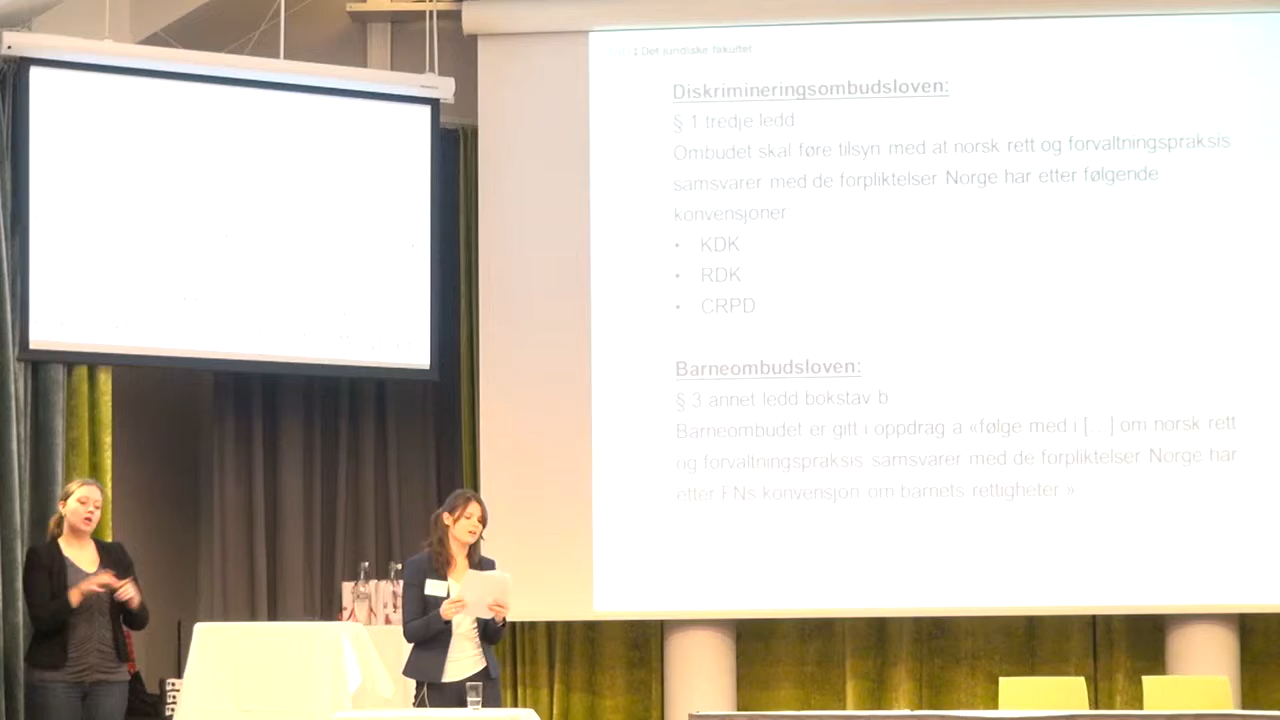 : Det juridiske fakultet
Diskrimineringsombudsloven:
§ 1 tredje ledd
Ombudet skal føre tilsyn med at norsk rett og forvaltningspraksis
samsvarer med de forpliktelser Norge har etter følgende
konvensjoner
• KDK
• RDK
• CRPD
Barneombudsloven:
§ 3 annet ledd bokstav b
Barneombudet er gitt i oppdrag a «følge med i [...] om norsk rett
og forvaltningspraksis samsvarer med de forpliktelser Norge har
etter FNs konvensjon om barnets rettigheter.»